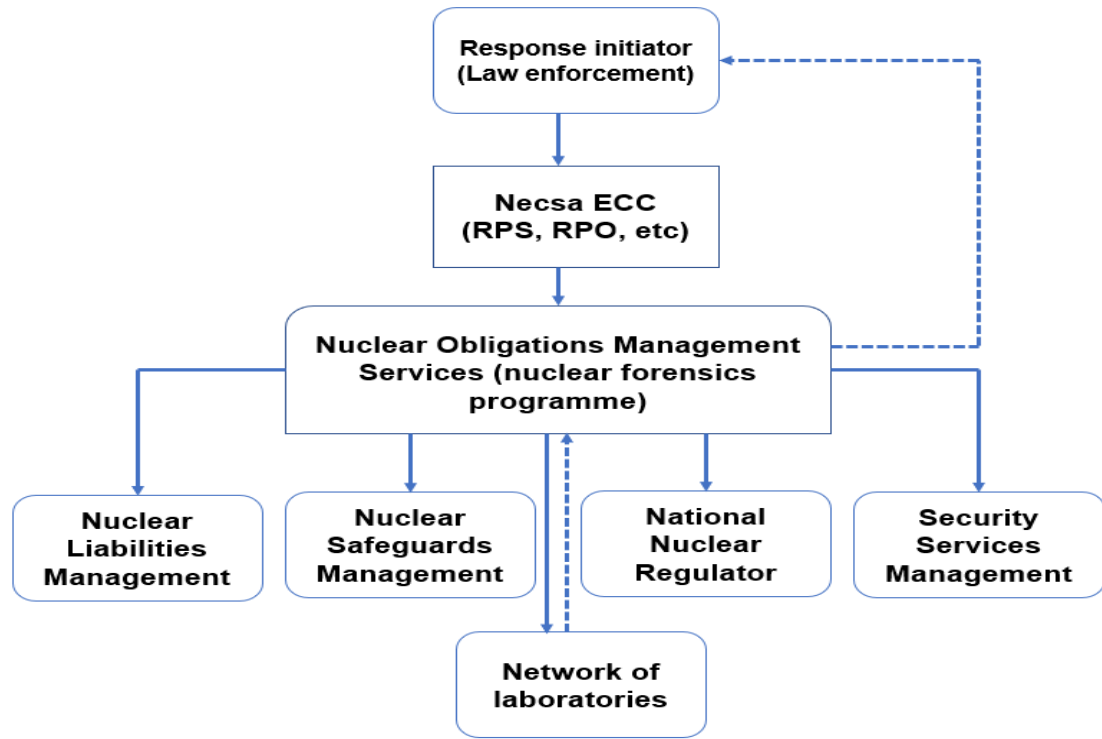 Response initiator
(Law enforcement)
Necsa ECC
(RPS, RPO, etc)
Nuclear Obligations Management
Services (nuclear forensics
programme)
Nuclear
Liabilities
Management
Nuclear
Safeguards
Management
National
Nuclear
Regulator
Security
Services
Management
Network of
laboratories